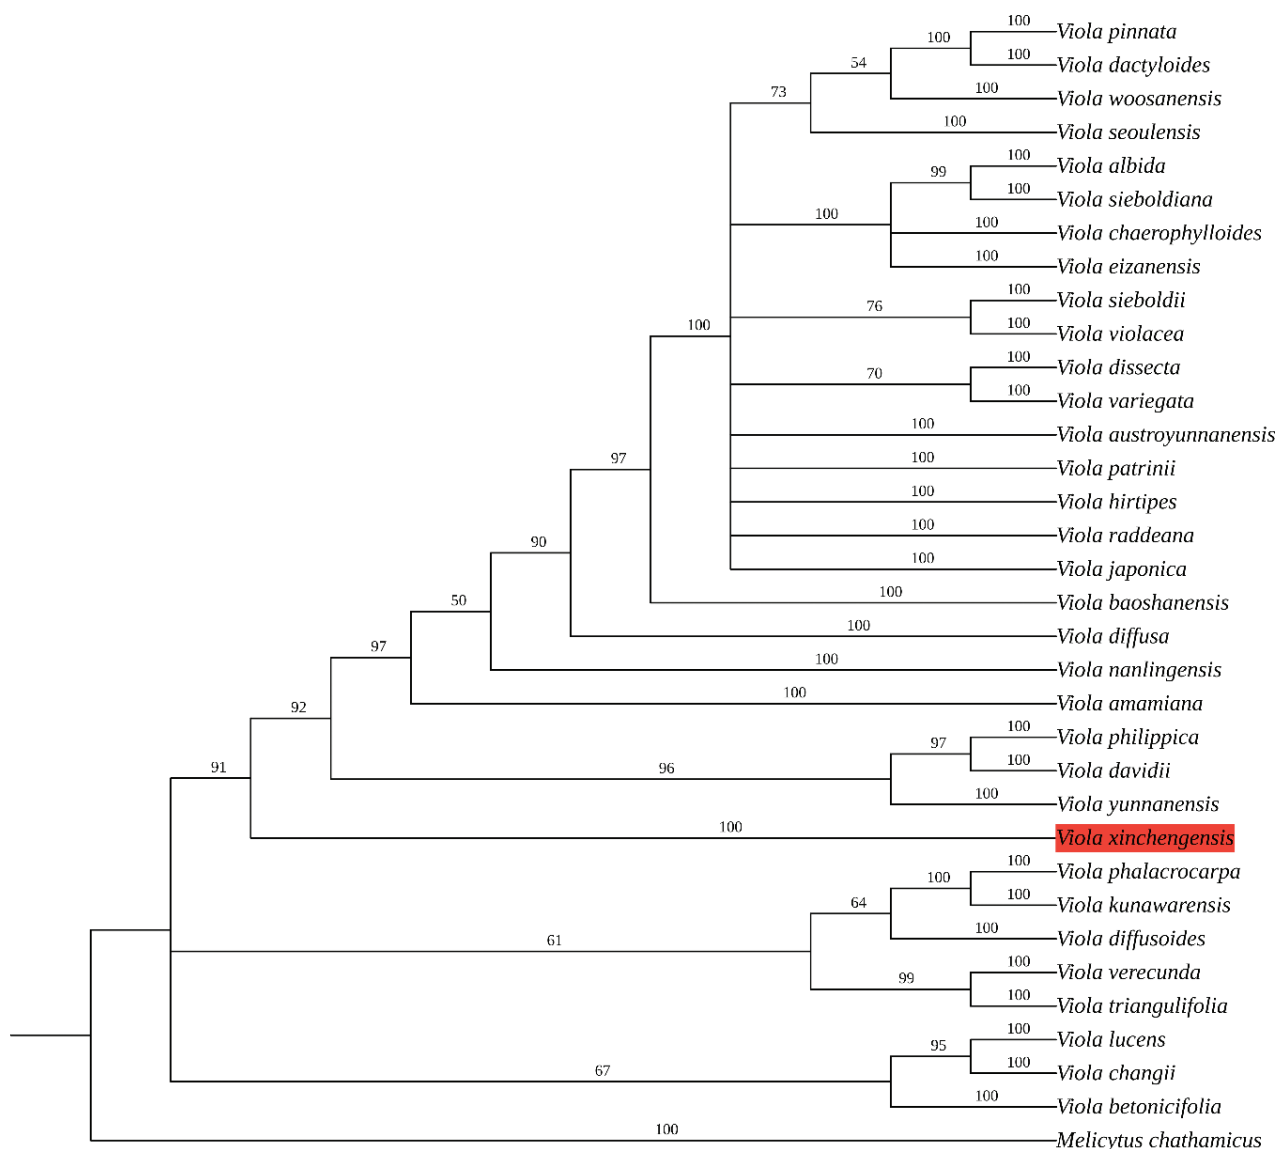 100
Viola pinnata
100
54
100
Viola dactyloides
73
100
Viola woosanensis
100
Viola seoulensis
100
Viola albida
99
100
Viola sieboldiana
100
100
Viola chaerophylloides
100
Viola eizanensis
100
Viola sieboldii
76
100
Viola violacea
100
100
Viola dissecta
70
100
Viola variegata
100
Viola austroyunnanensis
97
100
Viola patrinii
100
Viola hirtipes
90
100
Viola raddeana
100
Viola japonica
50
100
Viola baoshanensis
100
Viola diffusa
97
100
Viola nanlingensis
92
100
Viola amamiana
100
Viola philippica
97
91
96
100
Viola davidii
100
Viola yunnanensis
100
Viola xinchengensis
100
Viola phalacrocarpa
100
64
100
Viola kunawarensis
61
100
Viola diffusoides
100
Viola verecunda
99
100
Viola triangulifolia
100
Viola lucens
95
67
100
Viola changii
100
Viola betonicifolia
100
Melicytus chathamicus